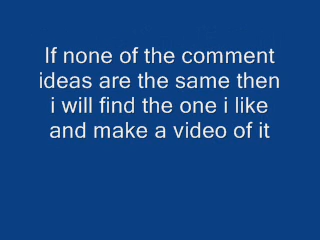 If none of the comment
ideas are the same then
i will find the one i like
and make a video of it